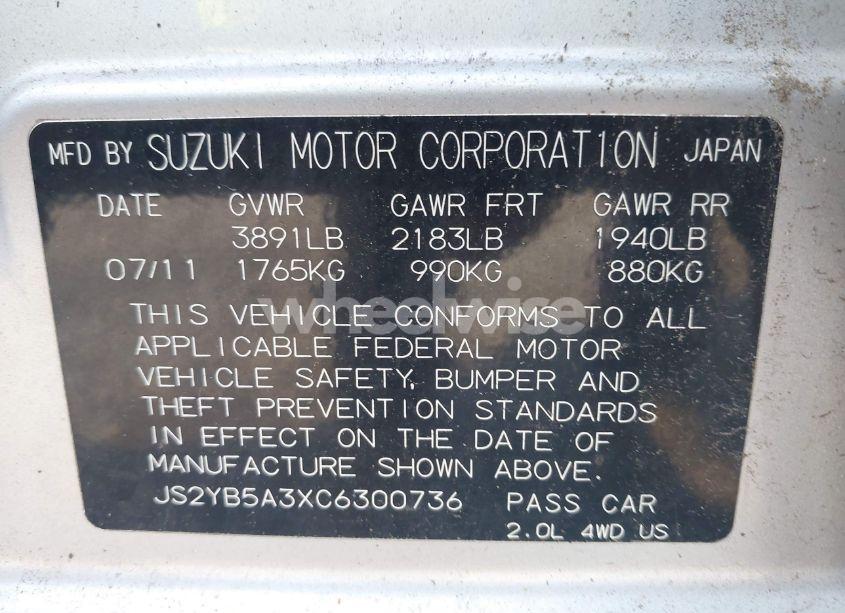 MFD BY SUZUKI MOTOR CORPORATION JAPAN
DATE GVWR GAWR FRT GAWR RR
3891LB 2183LB 1940LB
07/11 1765KG 990KG 880KG
wheelwise
THIS VEHICLE CONFORMS TO ALL
APPLICABLE FEDERAL MOTOR
VEHICLE SAFETY, BUMPER AND
THEFT PREVENTION STANDARDS
IN EFFECT ON THE DATE OF
MANUFACTURE SHOWN ABOVE.
JS2YB5A3XC6300736 PASS CAR
2.0L 4WD US